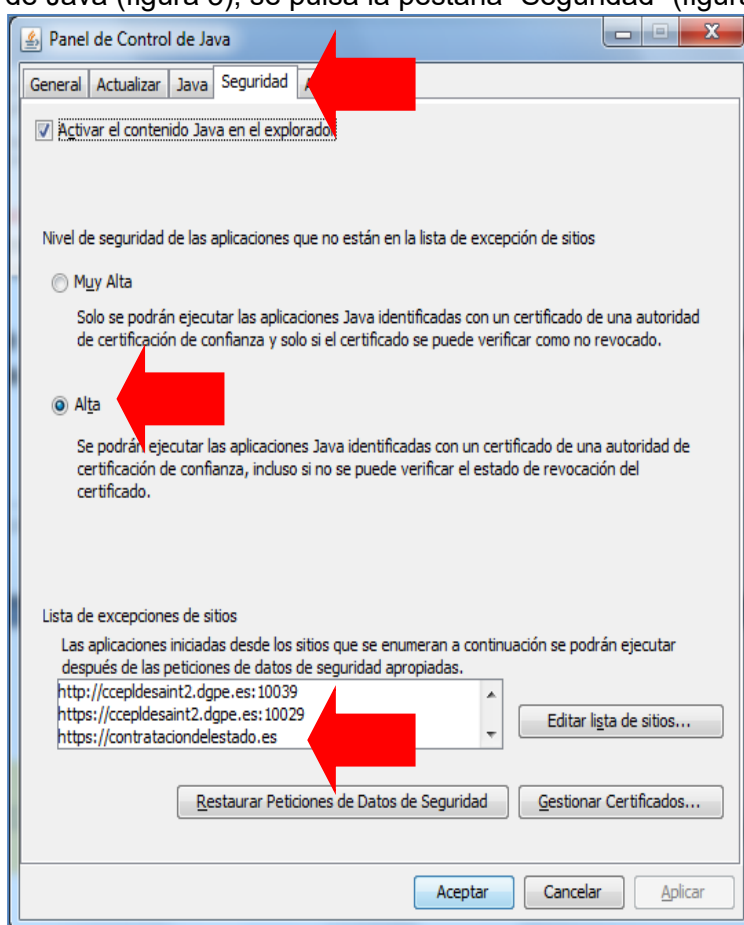 de Java (figura 3), se pulsa la pestaña "Seguridad" (figura
Panel de Control de Java
General Actualizar Java Seguridad
Activar el contenido Java en el explorador
Nivel de seguridad de las aplicaciones que no están en la lista de excepción de sitios
Muy Alta
Solo se podrán ejecutar las aplicaciones Java identificadas con un certificado de una autoridad
de certificación de confianza y solo si el certificado se puede verificar como no revocado.
Alta
Se podrán ejecutar las aplicaciones Java identificadas con un certificado de una autoridad de
certificación de confianza, incluso si no se puede verificar el estado de revocación del
certificado.
Lista de excepciones de sitios
Las aplicaciones iniciadas desde los sitios que se enumeran a continuación se podrán ejecutar
después de las peticiones de datos de seguridad apropiadas.
http://ccepldesaint2.dgpe.es:10039
https://ccepldesaint2.dgpe.es:10029
https://contrataciondelestado.es
Editar lista de sitios...
Restaurar Peticiones de Datos de Seguridad Gestionar Certificados...
Aceptar Cancelar Aplicar